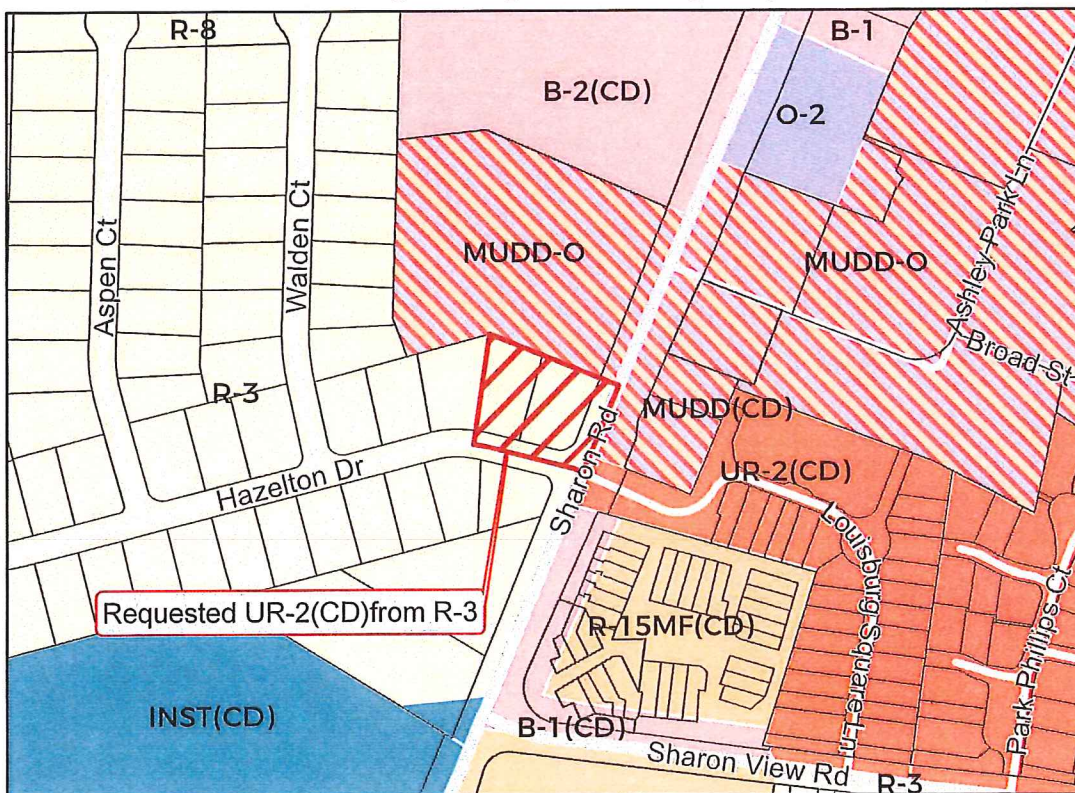 R-8
B-1
B-2(CD)
O-2
Aspen Ct
Walden Ct
MUDD-O
MUDD-O
Ashley Park Ln
Broad St
R-3
MUDD(CD)
Sharon Rd
Hazelton Dr
UR-2(CD)
Louisburg Square Ln
Requested UR-2(CD)from R-3
R-15MF(CD)
Park Phillips Ct
INST(CD)
B-1(CD)
Sharon View Rd
R-3